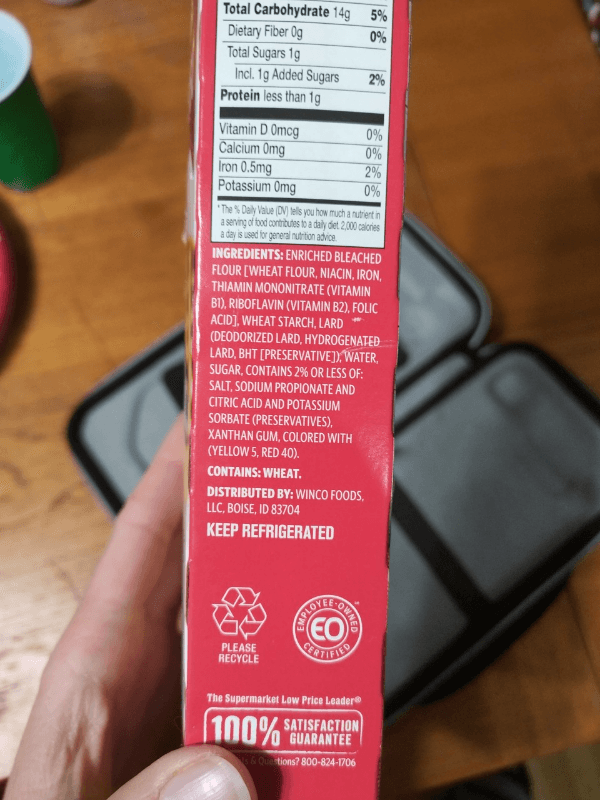 Total Carbohydrate 14g 5%
Dietary Fiber 0g 0%
Total Sugars 1g
Incl. 1g Added Sugars 2%
Protein less than 1g
Vitamin D 0mcg 0%
Calcium 0mg 0%
Iron 0.5mg 2%
Potassium 0mg 0%
*The % Daily Value (DV) tells you how much a nutrient in
a serving of food contributes to a daily diet. 2,000 calories
a day is used for general nutrition advice.
INGREDIENTS: ENRICHED BLEACHED
FLOUR [WHEAT FLOUR, NIACIN, IRON,
THIAMIN MONONITRATE (VITAMIN
B1), RIBOFLAVIN (VITAMIN B2), FOLIC
ACID], WHEAT STARCH, LARD
(DEODORIZED LARD, HYDROGENATED
LARD, BHT [PRESERVATIVE]), WATER,
SUGAR, CONTAINS 2% OR LESS OF:
SALT, SODIUM PROPIONATE AND
CITRIC ACID AND POTASSIUM
SORBATE (PRESERVATIVES),
XANTHAN GUM, COLORED WITH
(YELLOW 5, RED 40).
CONTAINS: WHEAT.
DISTRIBUTED BY: WINCO FOODS,
LLC, BOISE, ID 83704
KEEP REFRIGERATED
EMPLOYEE-OWNED
EO
CERTIFIED
PLEASE
RECYCLE
The Supermarket Low Price Leader®
100% SATISFACTION
GUARANTEE
& Questions? 800-824-1706